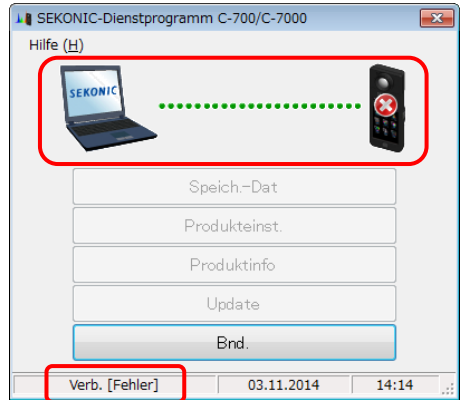 SEKONIC-Dienstprogramm C-700/C-7000
Hilfe (H)
SEKONIC
Speich.-Dat
Produkteinst.
Produktinfo
Update
Bnd.
Verb. [Fehler] 03.11.2014 14:14